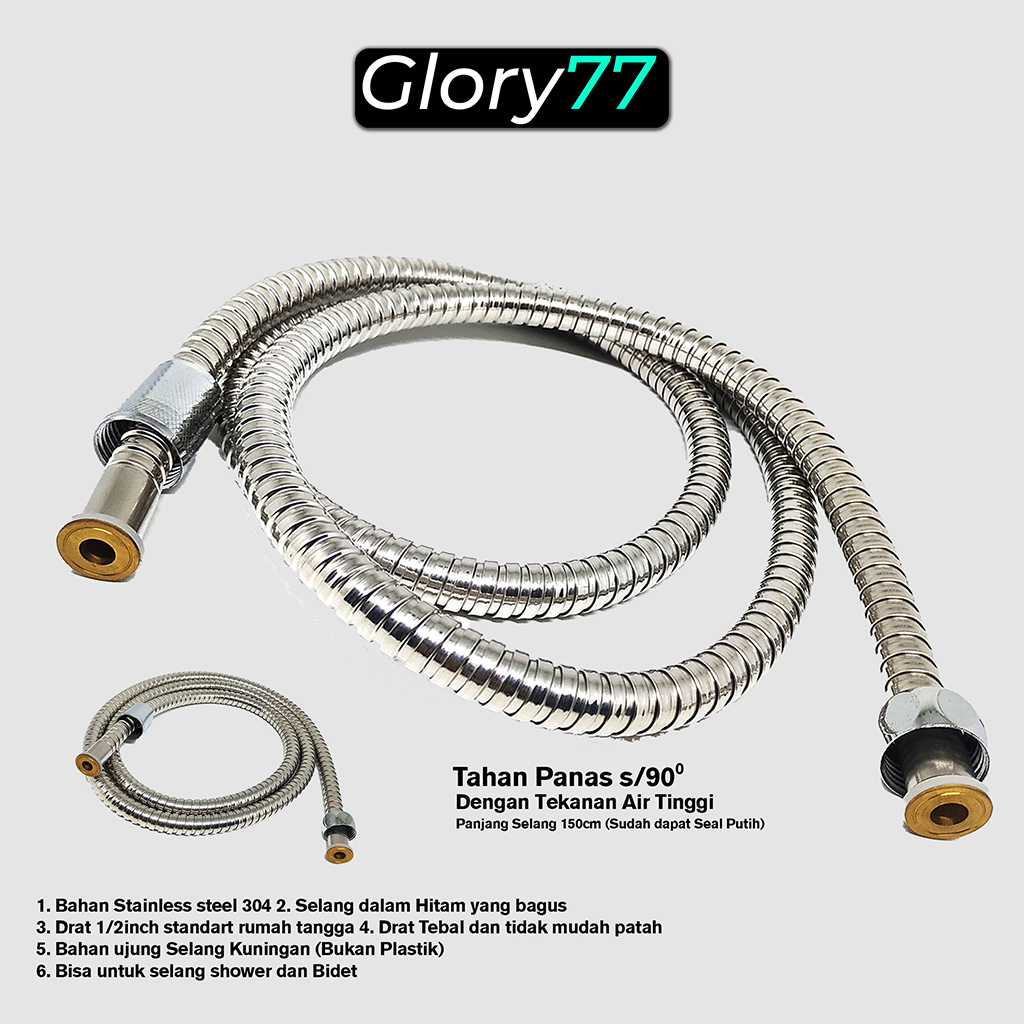 Glory77
Tahan Panas s/90⁰
Dengan Tekanan Air Tinggi
Panjang Selang 150cm (Sudah dapat Seal Putih)
1. Bahan Stainless steel 304 2. Selang dalam Hitam yang bagus
3. Drat 1/2inch standart rumah tangga 4. Drat Tebal dan tidak mudah patah
5. Bahan ujung Selang Kuningan (Bukan Plastik)
6. Bisa untuk selang shower dan Bidet